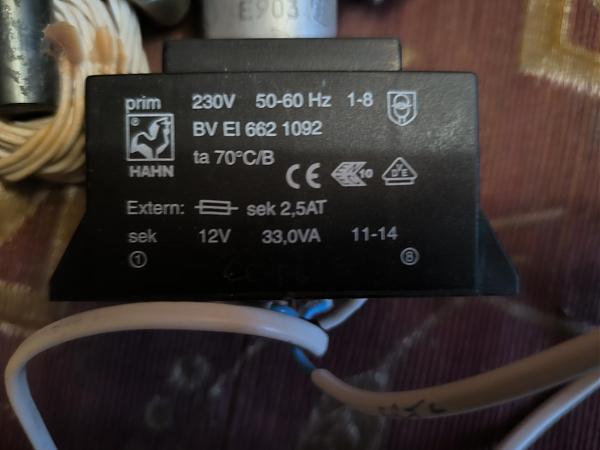 E903
prim 230V 50-60 Hz 1-8
BV EI 662 1092
®
HAHN
ta 70°C/B
CE 10 VDE
Extern: sek 2,5AT
sek 12V 33,0VA 11-14
1 8